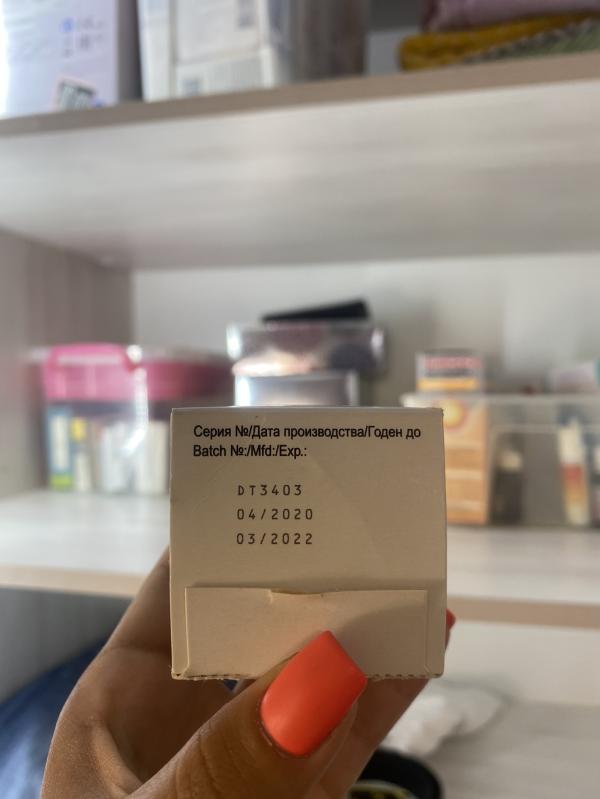 Серия №/Дата производства/Годен до
Batch №:/Mfd:/Exp.:
DT3403
04/2020
03/2022